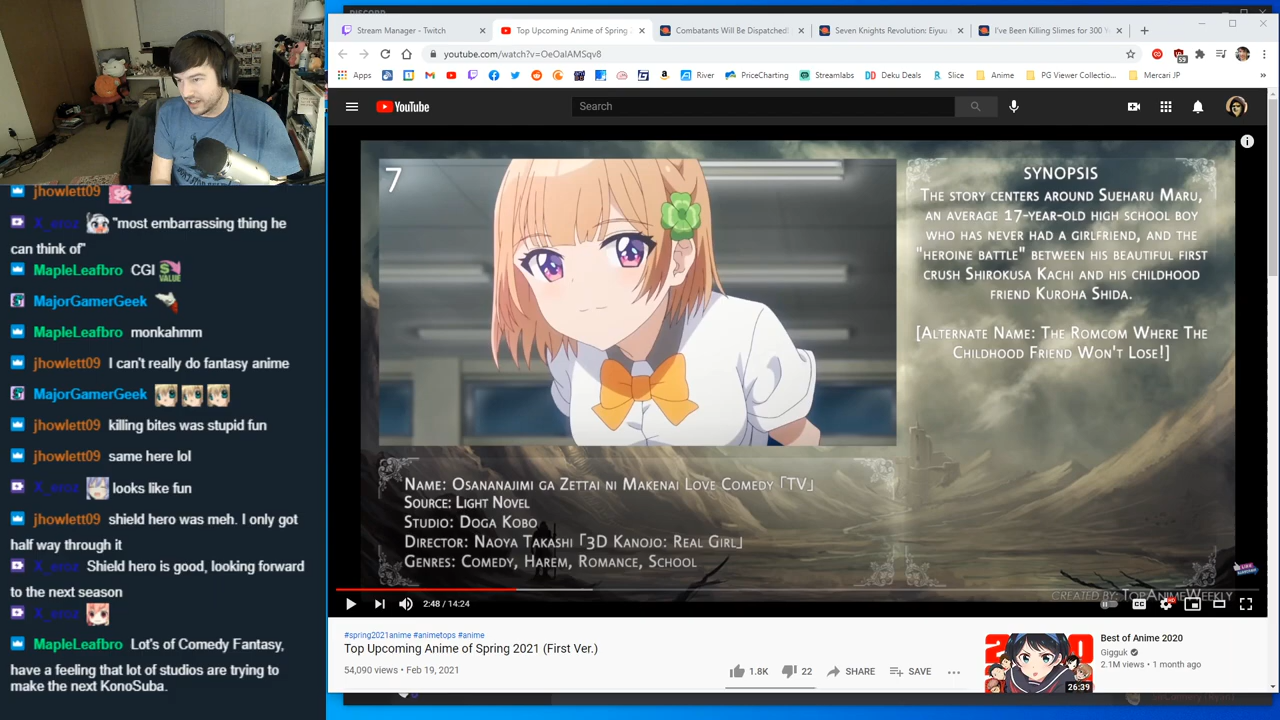 DISCORD
Stream Manager - Twitch
Top Upcoming Anime of Spring
Combatants Will Be Dispatched!
Seven Knights Revolution: Eiyuu
I've Been Killing Slimes for 300
youtube.com/watch?v=OeOaIAMSqv8
59
Apps
River
PriceCharting
Streamlabs
Deku Deals
Slice
Anime
PG Viewer Collectio...
Mercari JP
YouTube
Search
7
SYNOPSIS
The story centers around Sueharu Maru,
an average 17-year-old high school boy
who has never had a girlfriend, and the
"heroine battle" between his beautiful first
crush Shirokusa Kachi and his childhood
friend Kuroha Shida.
[Alternate Name: The Romcom Where The
Childhood Friend Won't Lose!]
Name: Osananajimi ga Zettai ni Makenai Love Comedy「TV」
Source: Light Novel
Studio: Doga Kobo
Director: Naoya Takashi「3D Kanojo: Real Girl」
Genres: Comedy, Harem, Romance, School
Created by: TopAnimeWeekly
2:48 / 14:24
#spring2021anime #animetops #anime
Top Upcoming Anime of Spring 2021 (First Ver.)
54,090 views • Feb 19, 2021
1.8K
22
SHARE
SAVE
Best of Anime 2020
Gigguk
2.1M views • 1 month ago
26:39
jhowlett09
"most embarrassing thing he
can think of"
MapleLeafbro CGI VALUE
MajorGamerGeek
MapleLeafbro monkahmm
jhowlett09 I can't really do fantasy anime
MajorGamerGeek
jhowlett09 killing bites was stupid fun
jhowlett09 same here lol
looks like fun
jhowlett09 shield hero was meh. I only got
half way through it
Shield hero is good, looking forward
to the next season
MapleLeafbro Lot's of Comedy Fantasy,
have a feeling that lot of studios are trying to
make the next KonoSuba.